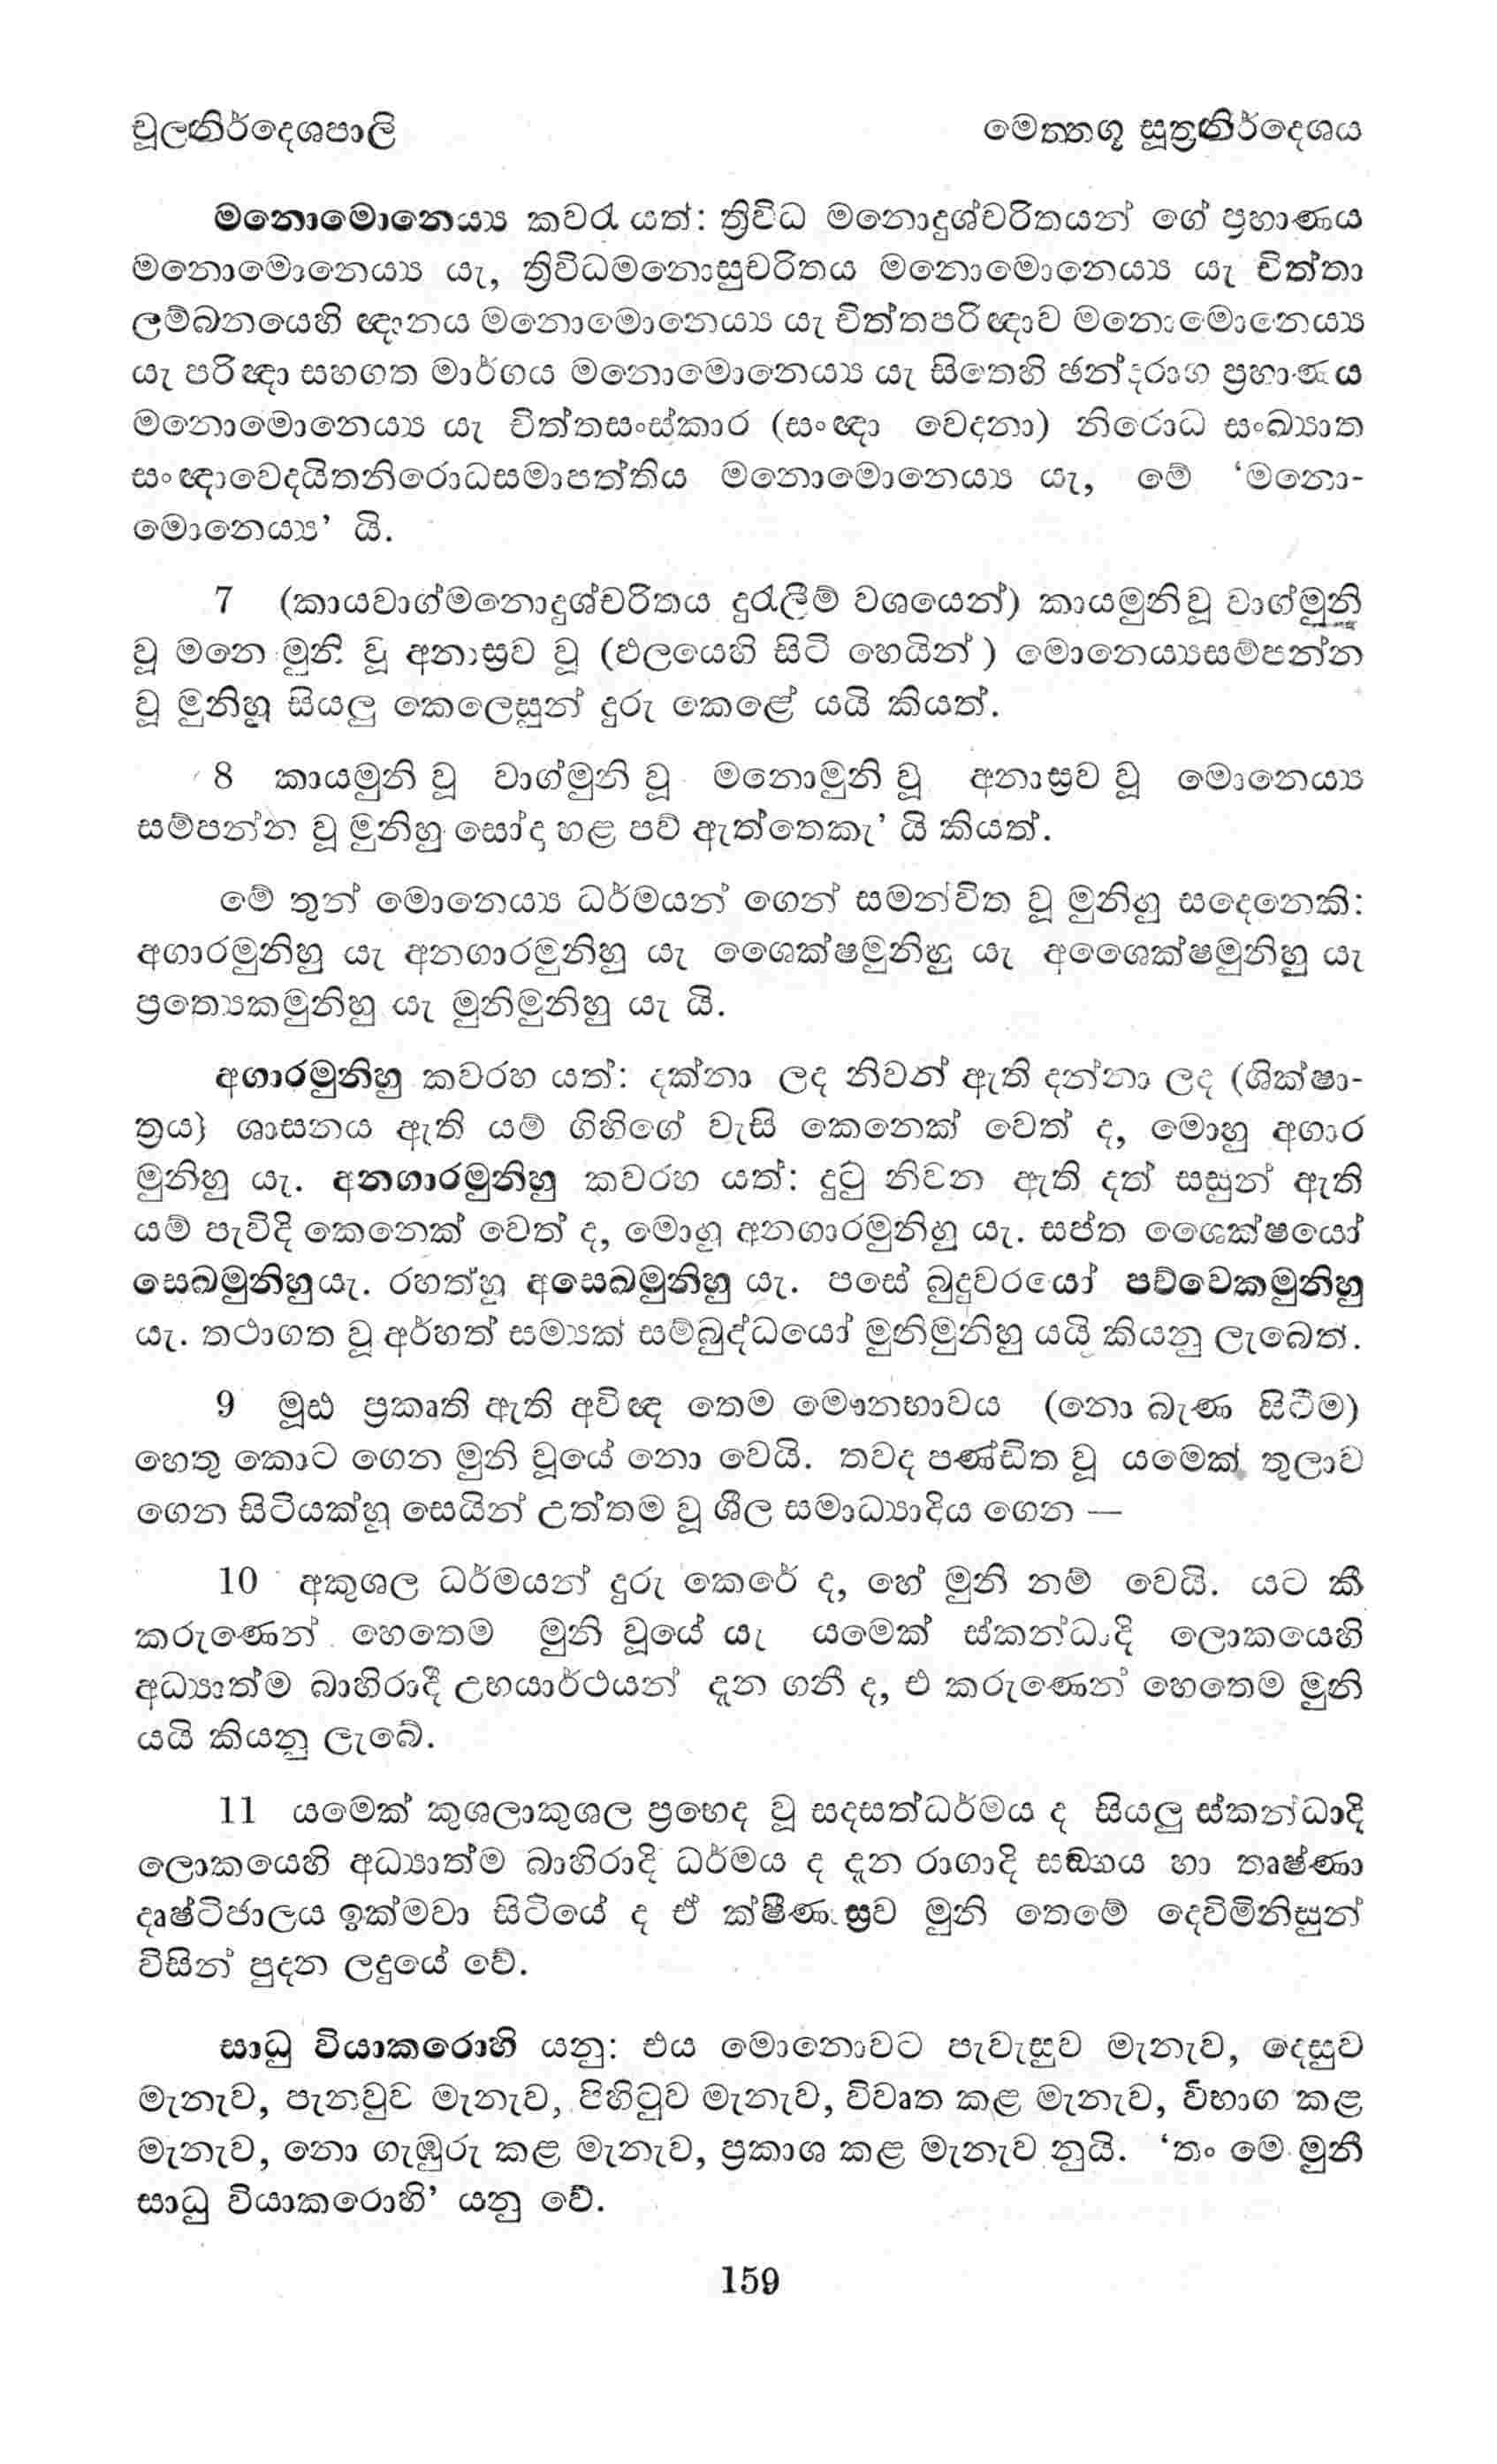 චූලනිර්දෙශපාලි
මෙත්තගූ සූත්‍රනිර්දෙශය
මනොමොනෙය්‍ය කවරැ යත්: ත්‍රිවිධ මනොදුශ්චරිතයන් ගේ ප්‍රහාණය
මනොමොනෙය්‍ය යැ, ත්‍රිවිධමනොසුචරිතය මනොමොනෙය්‍ය යැ චිත්තා
ලම්බනයෙහි ඥානය මනොමොනෙය්‍ය යැ චිත්තපරිඥාව මනොමොනෙය්‍ය
යැ පරිඥා සහගත මාර්ගය මනොමොනෙය්‍ය යැ සිතෙහි ඡන්දරාග ප්‍රහාණය
මනොමොනෙය්‍ය යැ චිත්තසංස්කාර (සංඥා වෙදනා) නිරොධ සංඛ්‍යාත
සංඥාවෙදයිතනිරොධසමාපත්තිය මනොමොනෙය්‍ය යැ, මේ ‘මනො-
මොනෙය්‍ය’ යි.
7 (කායවාග්මනොදුශ්චරිතය දුරැලීම් වශයෙන්) කායමුනිවූ වාග්මුනි
වූ මනො මුනි වූ අනාස්‍රව වූ (ඵලයෙහි සිටි හෙයින්) මොනෙය්‍යසම්පන්න
වූ මුනිහු සියලු කෙලෙසුන් දුරු කෙළේ යයි කියත්.
8 කායමුනි වූ වාග්මුනි වූ මනොමුනි වූ අනාස්‍රව වූ මොනෙය්‍ය
සම්පන්න වූ මුනිහු සෝදා හළ පව් ඇත්තෙකැ’ යි කියත්.
මේ තුන් මොනෙය්‍ය ධර්මයන් ගෙන් සමන්විත වූ මුනිහු සදෙනෙකි:
අගාරමුනිහු යැ අනගාරමුනිහු යැ ශෛක්ෂමුනිහු යැ අශෛක්ෂමුනිහු යැ
ප්‍රත්‍යෙකමුනිහු යැ මුනිමුනිහු යැ යි.
අගාරමුනිහු කවරහ යත්: දක්නා ලද නිවන් ඇති දන්නා ලද (ශික්ෂා-
ත්‍රය) ශාසනය ඇති යම් ගිහිගේ වැසි කෙනෙක් වෙත් ද, මොහු අගාර
මුනිහු යැ. අනගාරමුනිහු කවරහ යත්: දුටු නිවන ඇති දත් සසුන් ඇති
යම් පැවිදි කෙනෙක් වෙත් ද, මොහු අනගාරමුනිහු යැ. සප්ත ශෛක්ෂයෝ
සෙඛමුනිහුයැ. රහත්හු අසෙඛමුනිහු යැ. පසේ බුදුවරයෝ පච්චෙකමුනිහු
යැ. තථාගත වූ අර්හත් සම්‍යක් සම්බුද්ධයෝ මුනිමුනිහු යයි කියනු ලැබෙත්.
9 මූඪ ප්‍රකෘති ඇති අවිඥ තෙම මෞනභාවය (නො බැණ සිටීම)
හෙතු කොට ගෙන මුනි වූයේ නො වෙයි. තවද පණ්ඩිත වූ යමෙක් තුලාව
ගෙන සිටියක්හු සෙයින් උත්තම වූ ශීල සමාධ්‍යාදිය ගෙන —
10 අකුශල ධර්මයන් දුරු කෙරේ ද, හේ මුනි නම් වෙයි. යට කී
කරුණෙන් හෙතෙම මුනි වූයේ යැ යමෙක් ස්කන්ධාදි ලොකයෙහි
අධ්‍යාත්ම බාහිරාදී උභයාර්ථයන් දැන ගනී ද, එ කරුණෙන් හෙතෙම මුනි
යයි කියනු ලැබේ.
11 යමෙක් කුශලාකුශල ප්‍රභෙද වූ සදසත්ධර්මය ද සියලු ස්කන්ධාදි
ලොකයෙහි අධ්‍යාත්ම බාහිරාදි ධර්මය ද දැන රාගාදි සඞ්ගය හා තෘෂ්ණා
දෘෂ්ටිජාලය ඉක්මවා සිටියේ ද ඒ ක්ෂීණාස්‍රව මුනි තෙමේ දෙව්මිනිසුන්
විසින් පුදන ලදුයේ වේ.
සාධු වියාකරොහි යනු: එය මොනොවට පැවැසුව මැනැව, දෙසුව
මැනැව, පැනවුව මැනැව, පිහිටුව මැනැව, විවෘත කළ මැනැව, විභාග කළ
මැනැව, නො ගැඹුරු කළ මැනැව, ප්‍රකාශ කළ මැනැව නුයි. ‘තං මෙ මුනී
සාධු වියාකරොහි’ යනු වේ.
159